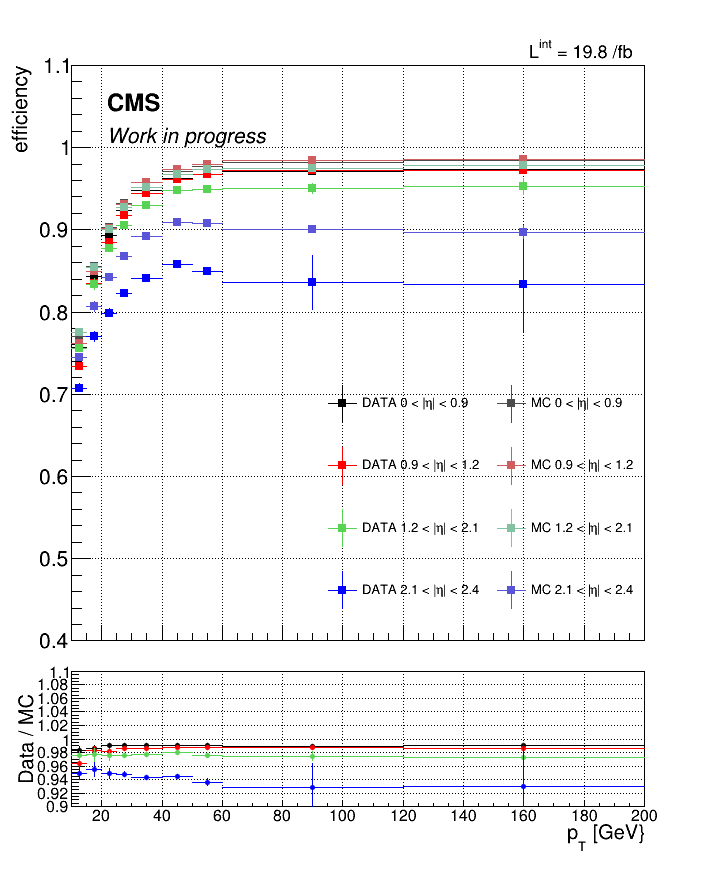 L^int = 19.8 /fb
efficiency
CMS
Work in progress
1.1
1
0.9
0.8
0.7
0.6
0.5
0.4
DATA 0 < |η| < 0.9 MC 0 < |η| < 0.9
DATA 0.9 < |η| < 1.2 MC 0.9 < |η| < 1.2
DATA 1.2 < |η| < 2.1 MC 1.2 < |η| < 2.1
DATA 2.1 < |η| < 2.4 MC 2.1 < |η| < 2.4
Data / MC
1.1
1.08
1.06
1.04
1.02
1
0.98
0.96
0.94
0.92
0.9
20 40 60 80 100 120 140 160 180 200
p_T [GeV}